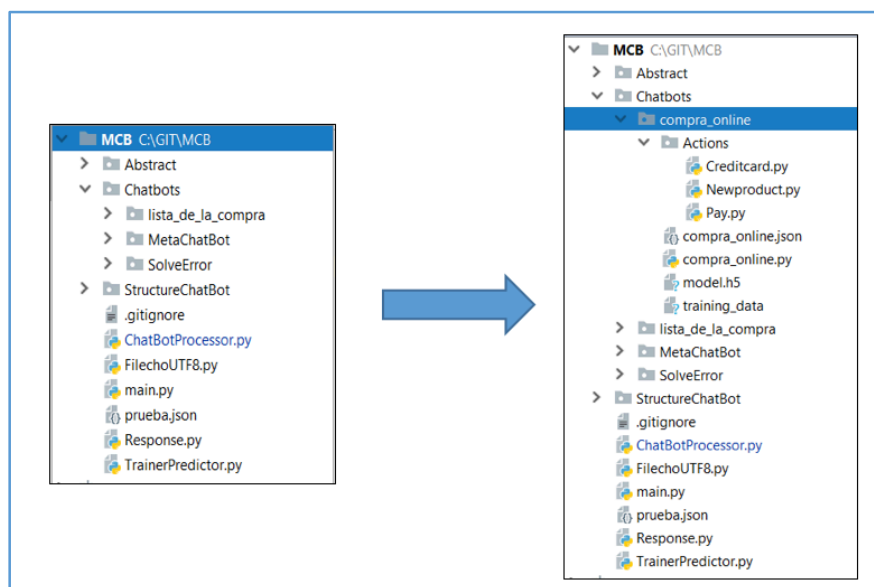 MCB C:\GIT\MCB
Abstract
Chatbots
lista_de_la_compra
MetaChatBot
SolveError
StructureChatBot
.gitignore
ChatBotProcessor.py
FilechoUTF8.py
main.py
prueba.json
Response.py
TrainerPredictor.py
MCB C:\GIT\MCB
Abstract
Chatbots
compra_online
Actions
Creditcard.py
Newproduct.py
Pay.py
compra_online.json
compra_online.py
model.h5
training_data
lista_de_la_compra
MetaChatBot
SolveError
StructureChatBot
.gitignore
ChatBotProcessor.py
FilechoUTF8.py
main.py
prueba.json
Response.py
TrainerPredictor.py